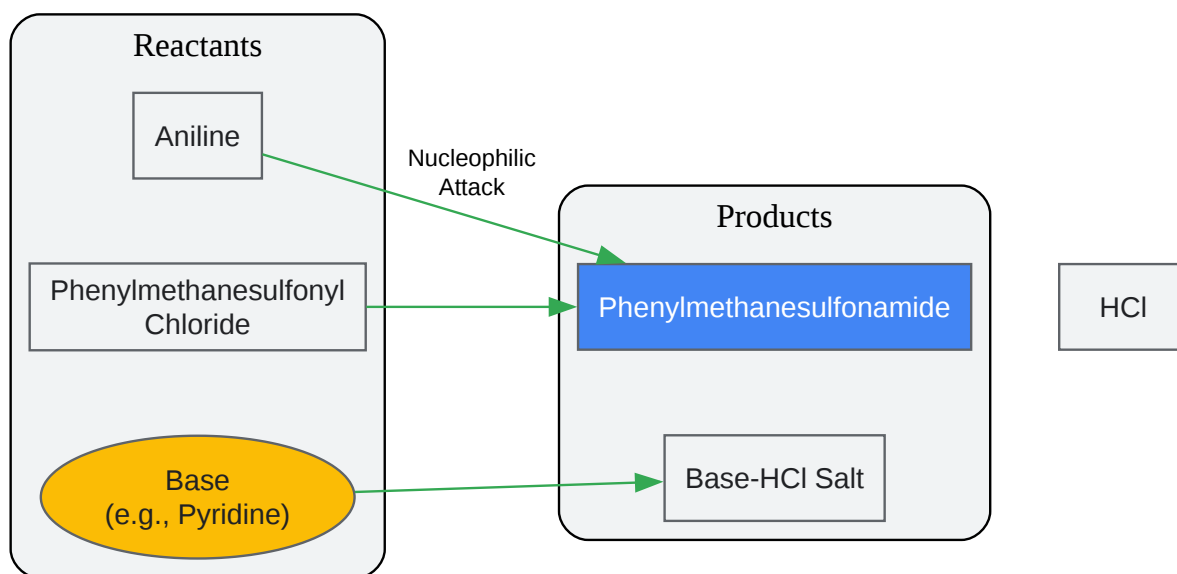 Reactants
Aniline
Nucleophilic
Attack
Products
Phenylmethanesulfonyl
Chloride
Phenylmethanesulfonamide
HCl
Base
(e.g., Pyridine)
Base-HCl Salt